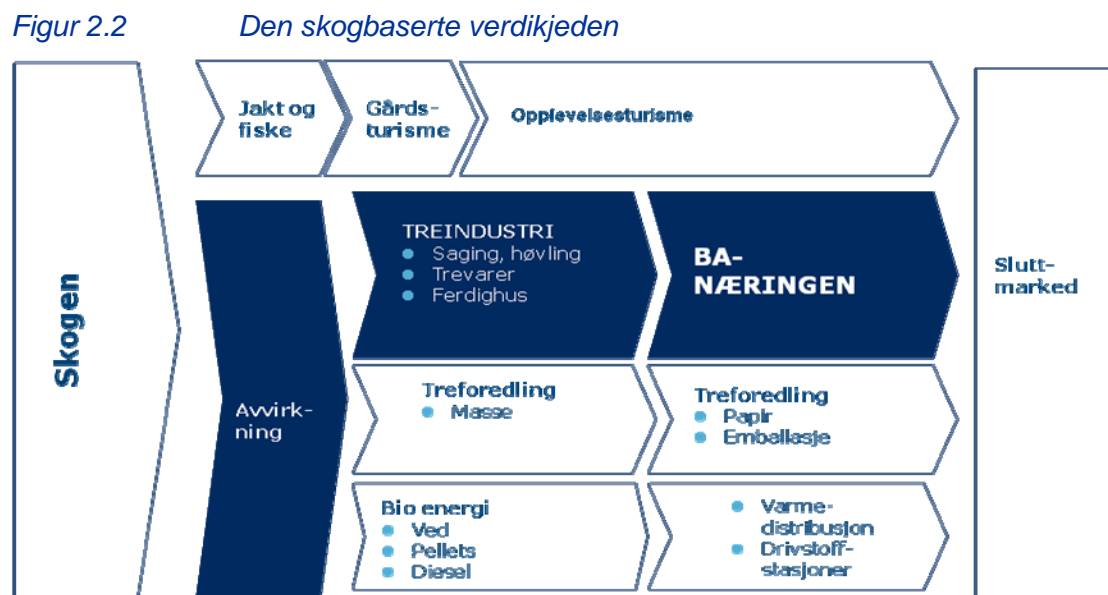 Figur 2.2 Den skogbaserte verdikjeden
Skogen
Jakt og
fiske
Gårds-
turisme
Opplevelsesturisme
Avvirk-
ning
TREINDUSTRI
Saging, høvling
Trevarer
Ferdighus
BA-
NÆRINGEN
Treforedling
Masse
Treforedling
Papir
Emballasje
Bio energi
Ved
Pellets
Diesel
Varme-
distribusjon
Drivstoff-
stasjoner
Slutt-
marked